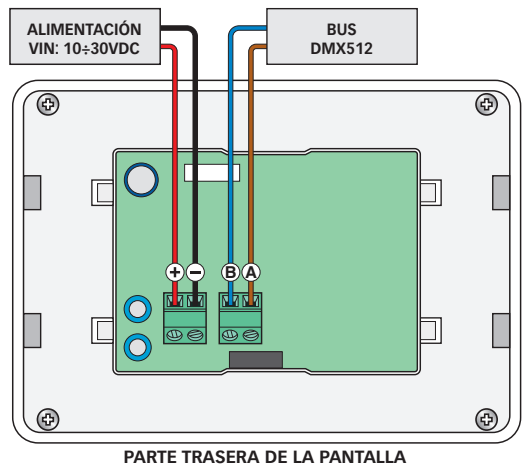 ALIMENTACIÓN
VIN: 10÷30VDC
BUS
DMX512
+ − B A
PARTE TRASERA DE LA PANTALLA